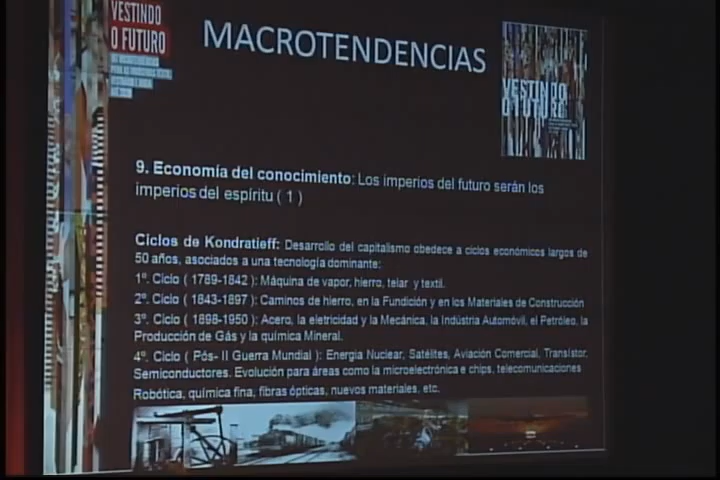 VESTINDO
O FUTURO
MACROTENDENCIAS
VESTINDO
O FUTURO
9. Economía del conocimiento: Los imperios del futuro serán los
imperios del espíritu ( 1 )
Ciclos de Kondratieff: Desarrollo del capitalismo obedece a ciclos económicos largos de
50 años, asociados a una tecnología dominante:
1º. Ciclo ( 1789-1842 ): Máquina de vapor, hierro, telar y textil.
2º. Ciclo ( 1843-1897 ): Caminos de hierro, en la Fundición y en los Materiales de Construcción
3º. Ciclo ( 1898-1950 ): Acero, la eletricidad y la Mecánica, la Indústria Automóvil, el Petróleo, la
Producción de Gás y la química Mineral.
4º. Ciclo ( Pós- II Guerra Mundial ): Energia Nuclear, Satélites, Aviación Comercial, Transístor,
Semiconductores. Evolución para áreas como la microelectrónica e chips, telecomunicaciones
Robótica, química fina, fibras ópticas, nuevos materiales, etc.